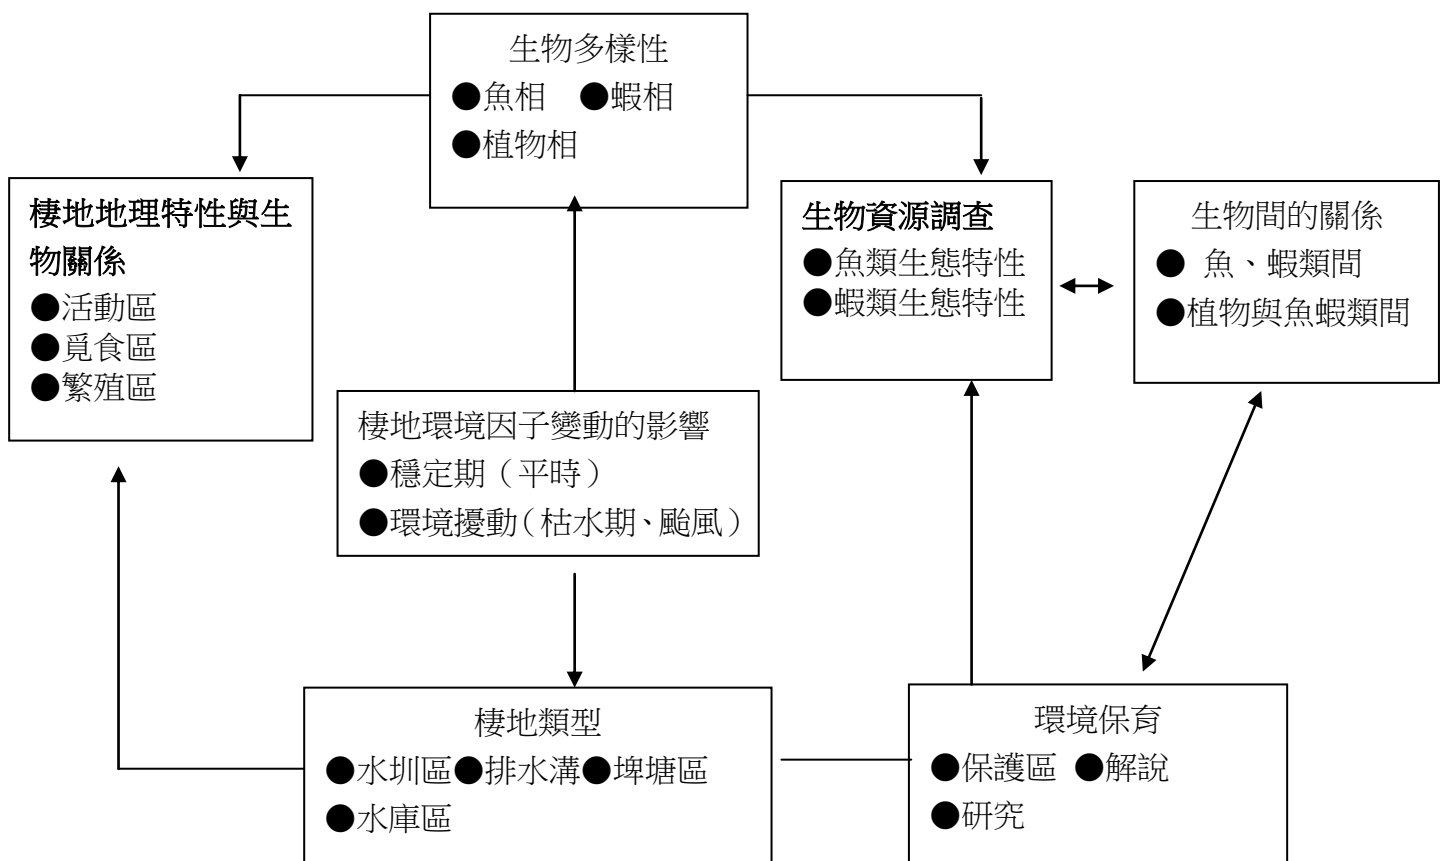 生物多樣性
●魚相 ●蝦相
●植物相
棲地地理特性與生
物關係
●活動區
●覓食區
●繁殖區
生物資源調查
●魚類生態特性
●蝦類生態特性
生物間的關係
● 魚、蝦類間
●植物與魚蝦類間
棲地環境因子變動的影響
●穩定期（平時）
●環境擾動（枯水期、颱風）
棲地類型
●水圳區●排水溝●埤塘區
●水庫區
環境保育
●保護區 ●解說
●研究